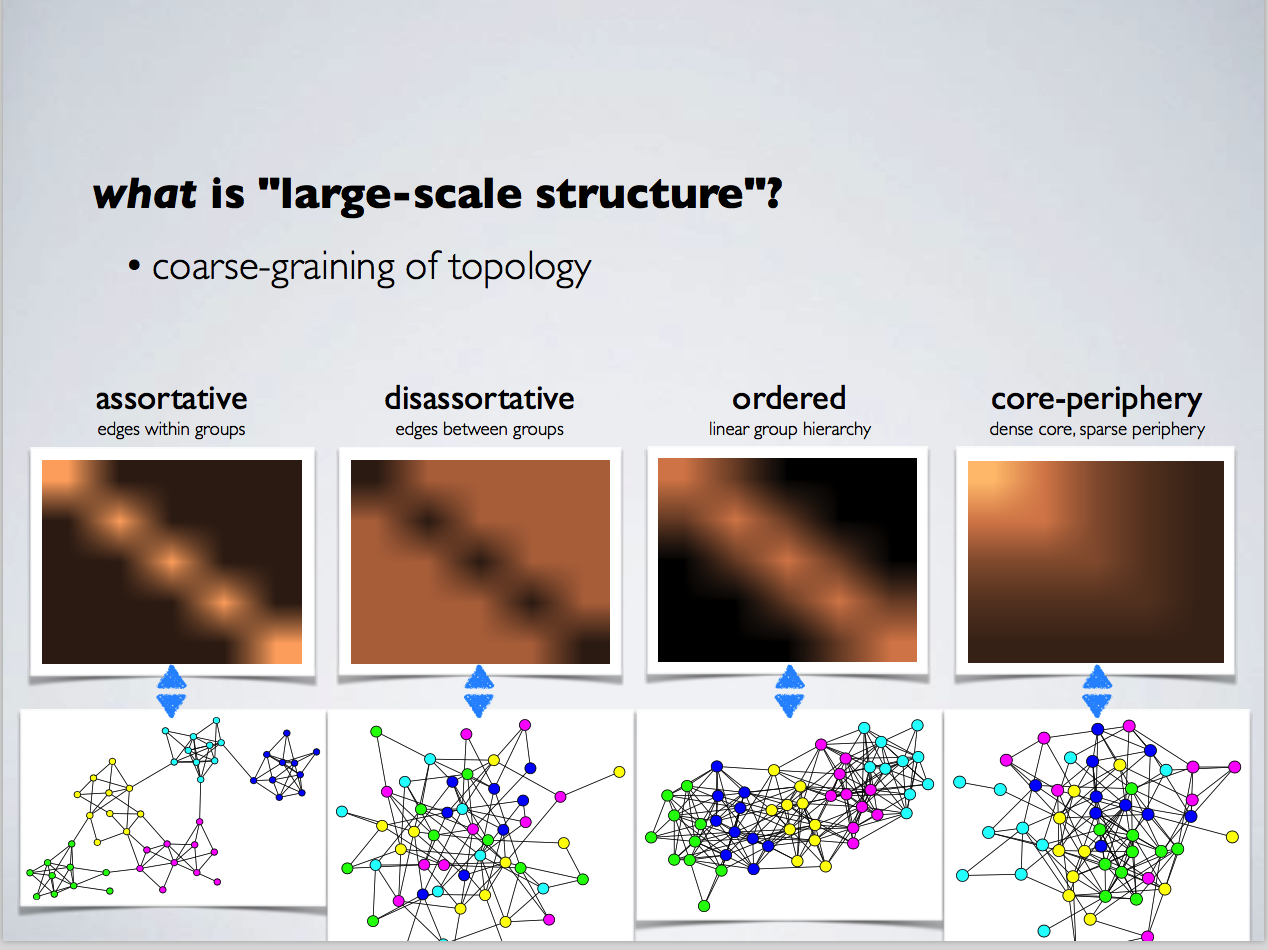 what is "large-scale structure"?
• coarse-graining of topology
assortative
edges within groups
disassortative
edges between groups
ordered
linear group hierarchy
core-periphery
dense core, sparse periphery